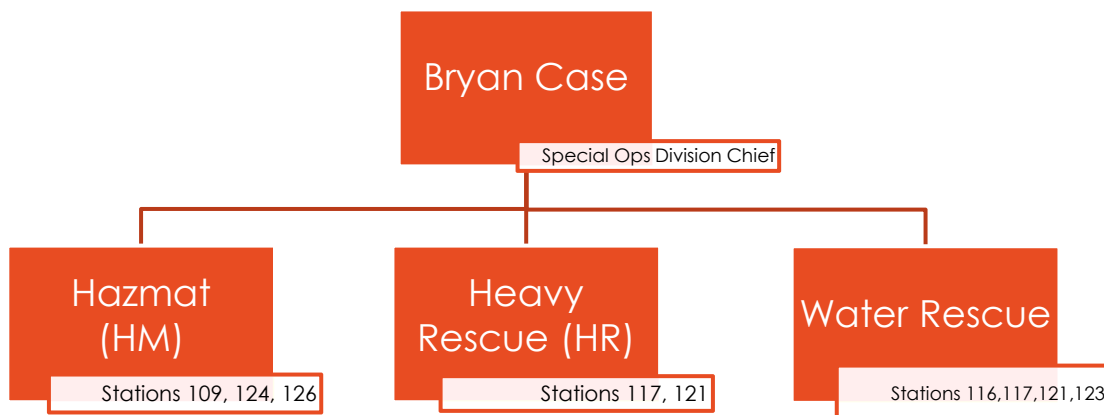 Bryan Case
Special Ops Division Chief
Hazmat
(HM)
Stations 109, 124, 126
Heavy
Rescue (HR)
Stations 117, 121
Water Rescue
Stations 116,117,121,123